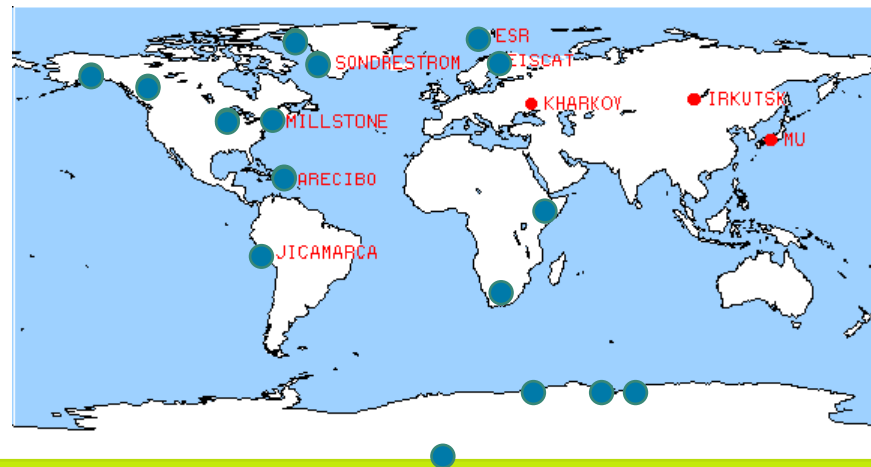 ESR
SONDRESTROM
EISCAT
KHARKOV
IRKUTSK
MILLSTONE
MU
ARECIBO
JICAMARCA